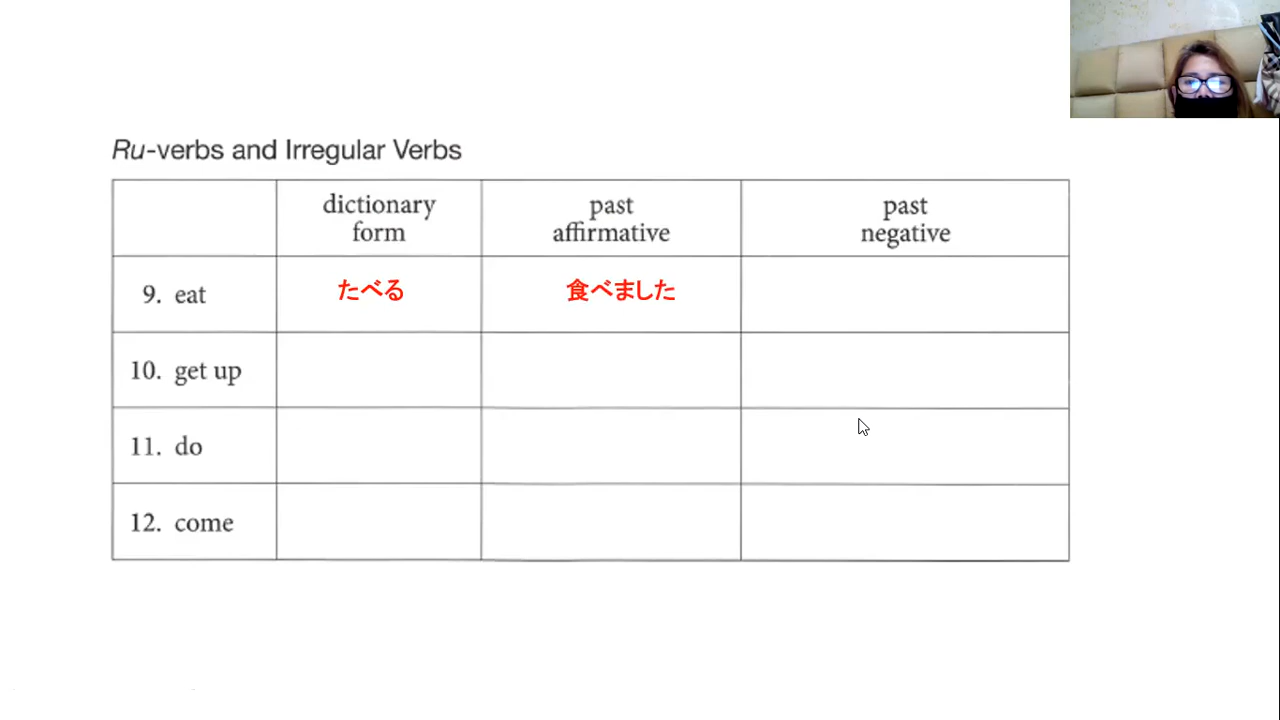 Ru-verbs and Irregular Verbs
dictionary form
past affirmative
past negative
9. eat
たべる
食べました
10. get up
11. do
12. come